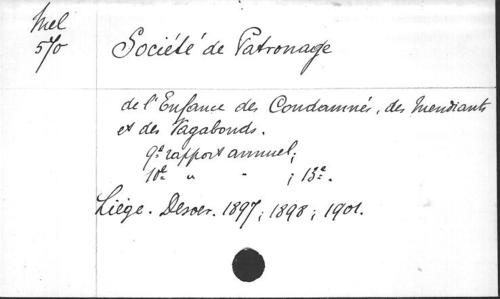 Mel
570
Société de Patronage
de l'Enfance des Condamnés, des Mendiants
et des Vagabonds.
9e rapport annuel;
10e " " ; 13e.
Liége. Desoer. 1897; 1898; 1901.